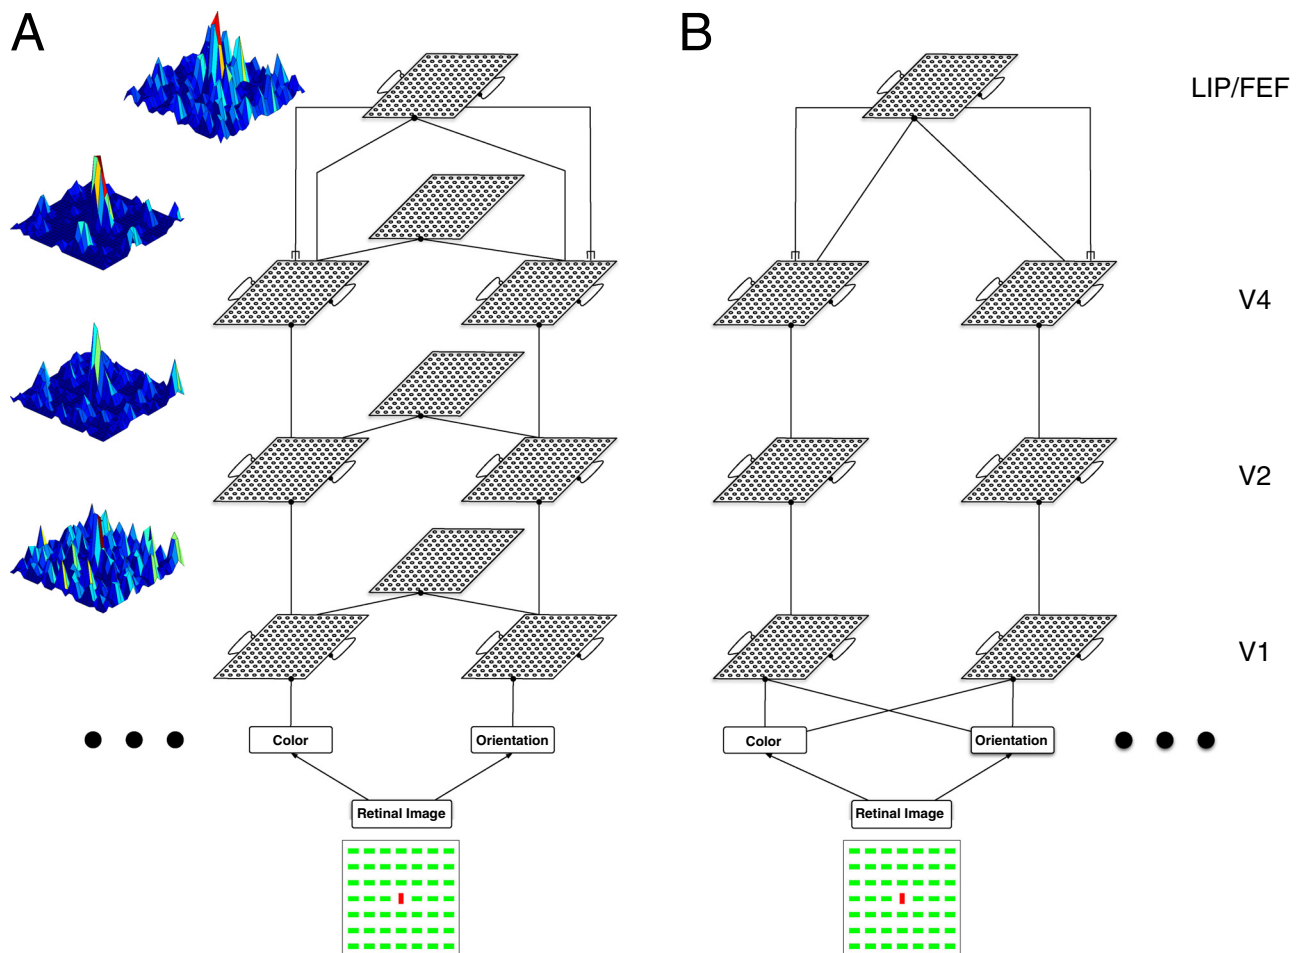 A
B
LIP/FEF
V4
V2
V1
Color
Orientation
Color
Orientation
Retinal Image
Retinal Image